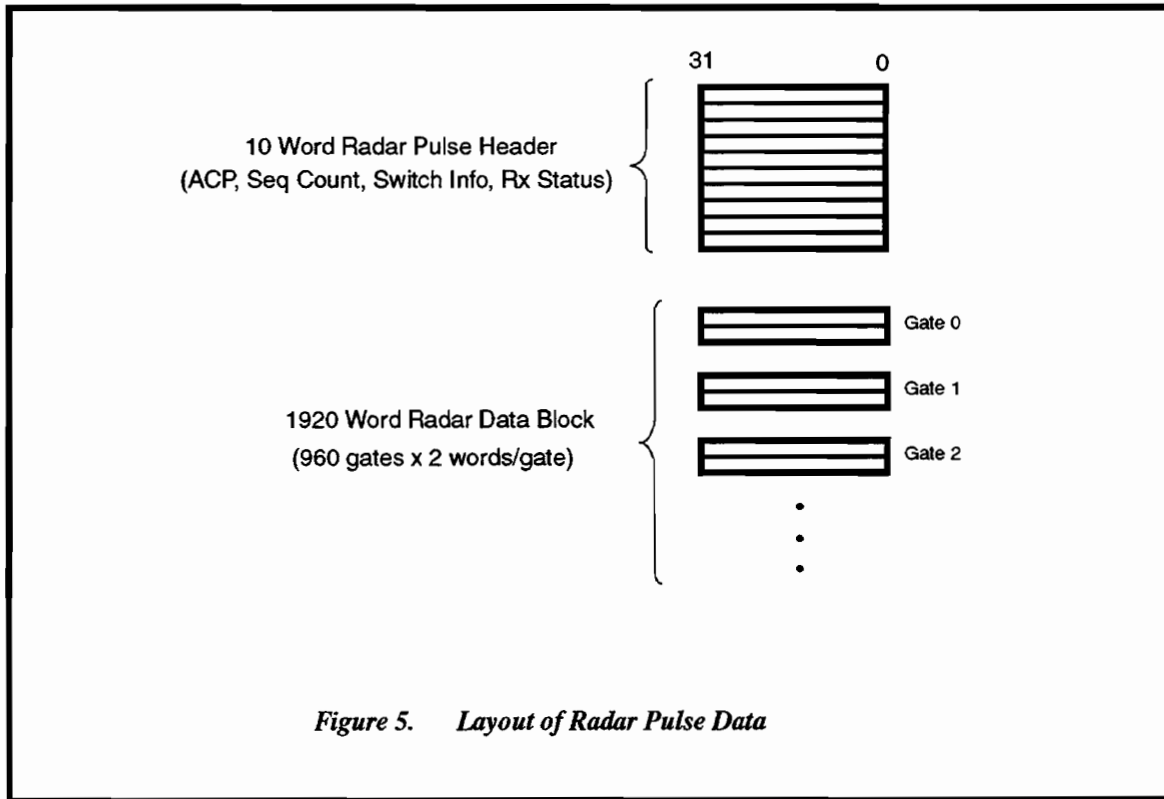 31 0
10 Word Radar Pulse Header
(ACP, Seq Count, Switch Info, Rx Status)
Gate 0
Gate 1
1920 Word Radar Data Block
(960 gates x 2 words/gate)
Gate 2
Figure 5. Layout of Radar Pulse Data